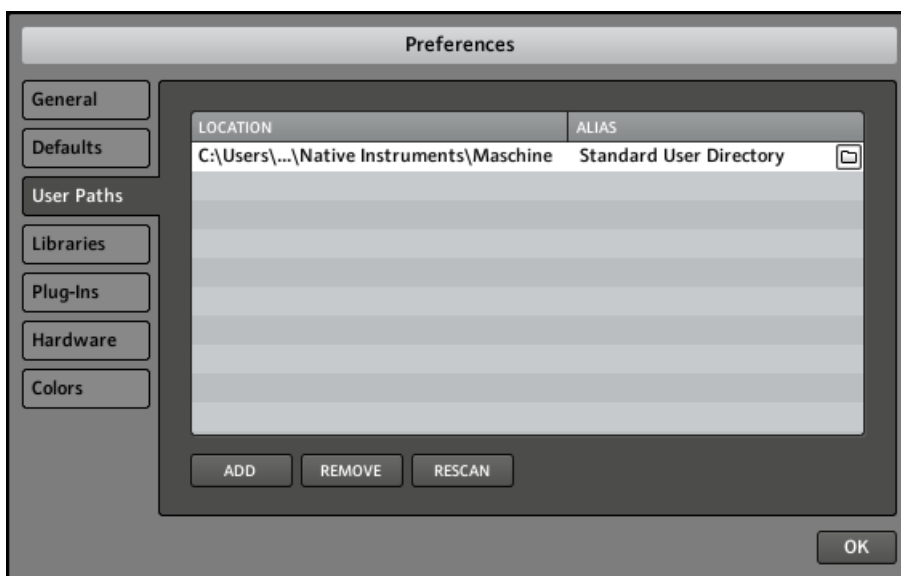 Preferences
General
Defaults
User Paths
Libraries
Plug-Ins
Hardware
Colors
LOCATION ALIAS
C:\Users\...\Native Instruments\Maschine Standard User Directory
ADD REMOVE RESCAN
OK